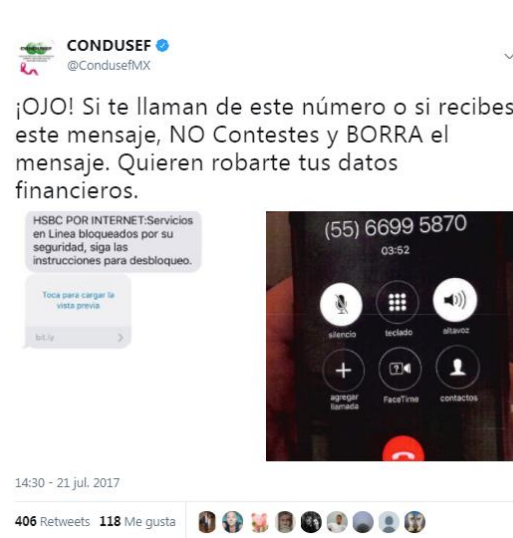 CONDUSEF
@CondusefMX
¡OJO! Si te llaman de este número o si recibes
este mensaje, NO Contestes y BORRA el
mensaje. Quieren robarte tus datos
financieros.
HSBC POR INTERNET:Servicios
en Linea bloqueados por su
seguridad, siga las
instrucciones para desbloqueo.
Toca para cargar la
vista previa
bit.ly
(55) 6699 5870
03:52
silencio teclado altavoz
agregar
llamada FaceTime contactos
14:30 - 21 jul. 2017
406 Retweets 118 Me gusta